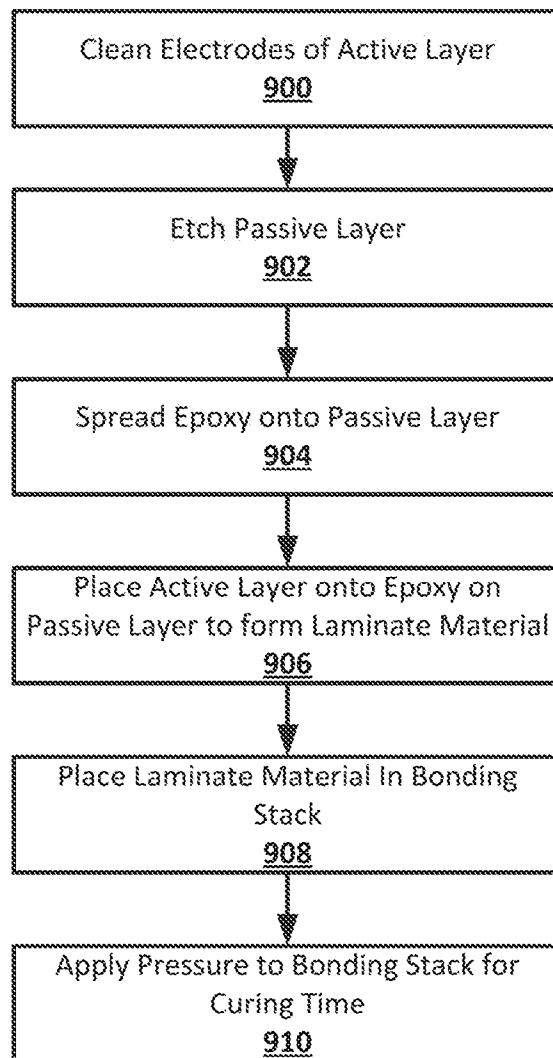 Clean Electrodes of Active Layer
900
Etch Passive Layer
902
Spread Epoxy onto Passive Layer
904
Place Active Layer onto Epoxy on
Passive Layer to form Laminate Material
906
Place Laminate Material In Bonding
Stack
908
Apply Pressure to Bonding Stack for
Curing Time
910